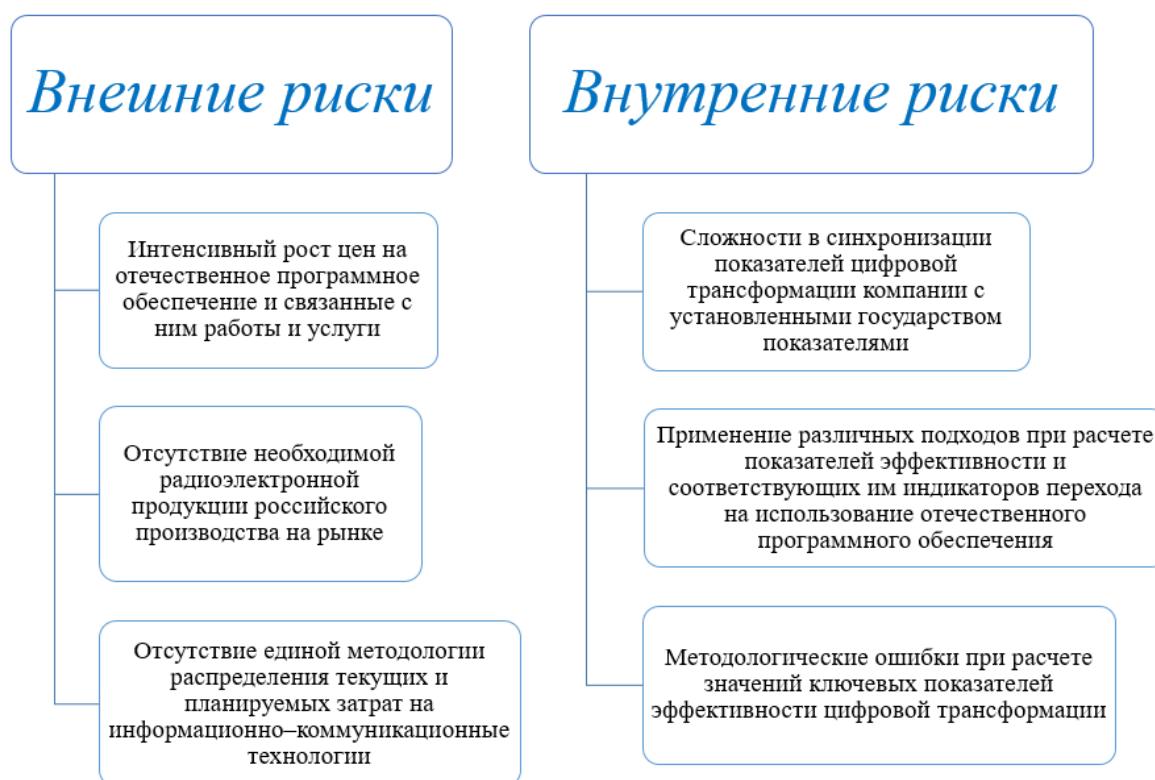 Внешние риски
Интенсивный рост цен на
отечественное программное
обеспечение и связанные с
ним работы и услуги
Отсутствие необходимой
радиоэлектронной
продукции российского
производства на рынке
Отсутствие единой методологии
распределения текущих и
планируемых затрат на
информационно–коммуникационные
технологии
Внутренние риски
Сложности в синхронизации
показателей цифровой
трансформации компании с
установленными государством
показателями
Применение различных подходов при расчете
показателей эффективности и
соответствующих им индикаторов перехода
на использование отечественного
программного обеспечения
Методологические ошибки при расчете
значений ключевых показателей
эффективности цифровой трансформации